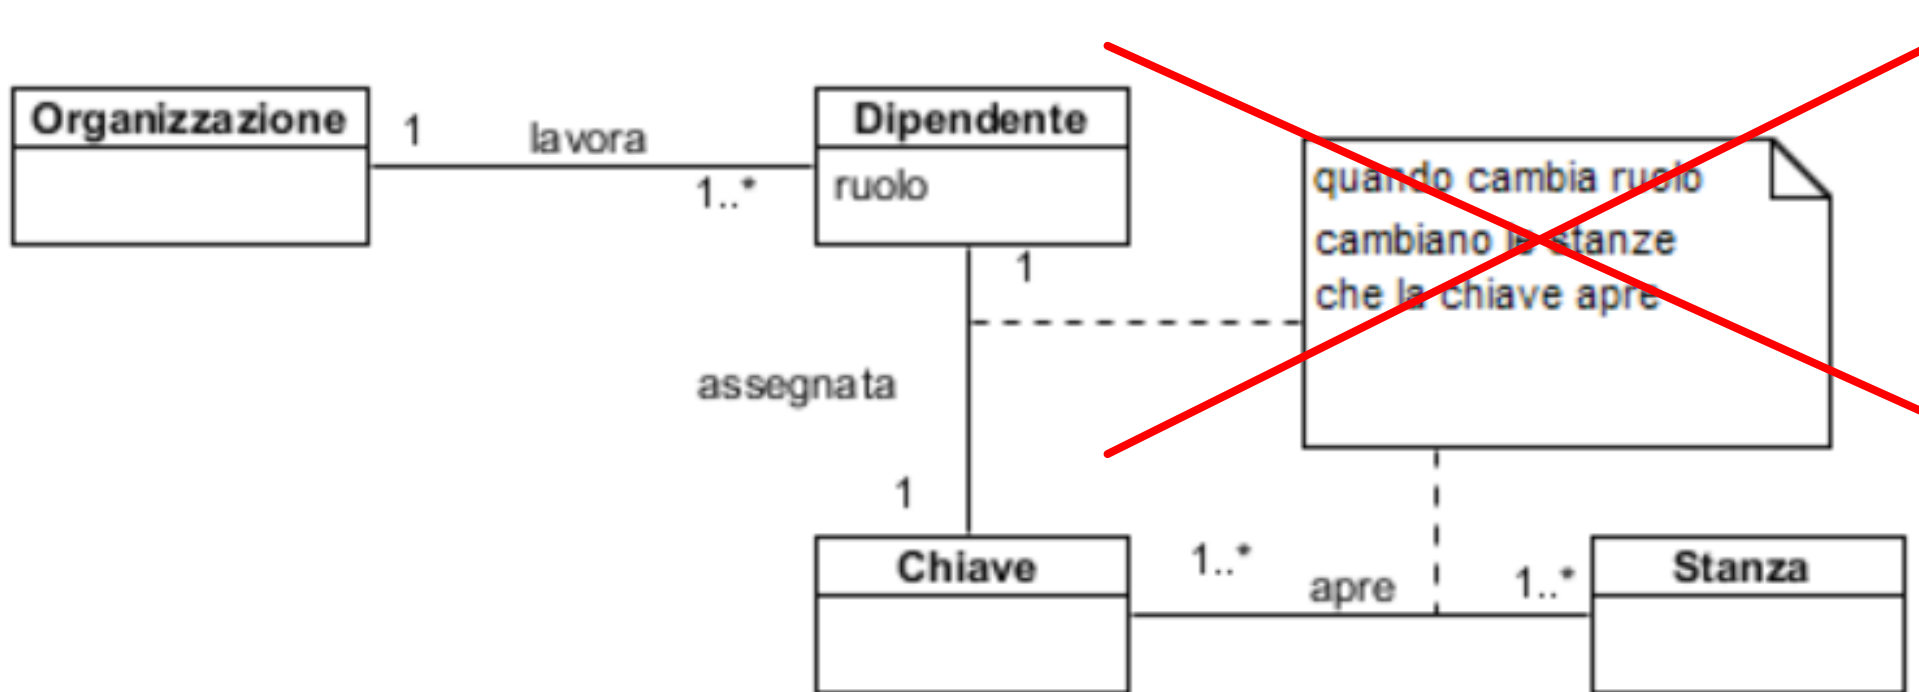 Organizzazione
1
lavora
1..*
Dipendente
ruolo
quando cambia ruolo
cambiano le stanze
che la chiave apre
1
assegnata
1
Chiave
1..*
apre
1..*
Stanza